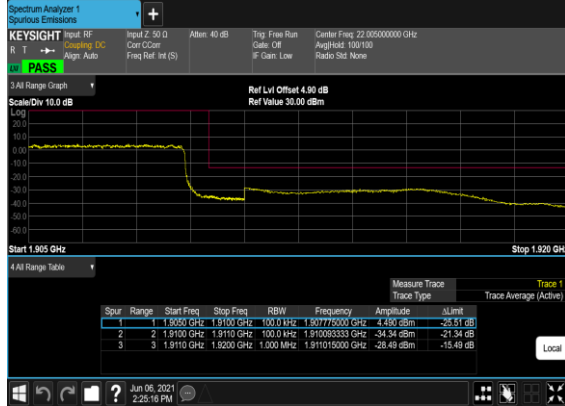 Spectrum Analyzer 1
Spurious Emissions
+
KEYSIGHT
R T
PASS
Input: RF
Coupling: DC
Align: Auto
Input Z: 50 Ω
Corr CCorr
Freq Ref: Int (S)
Atten: 40 dB
Trig: Free Run
Gate: Off
IF Gain: Low
Center Freq: 22.005000000 GHz
Avg|Hold: 100/100
Radio Std: None
3 All Range Graph
Scale/Div 10.0 dB
Ref Lvl Offset 4.90 dB
Ref Value 30.00 dBm
Log
20.0
10.0
0.00
-10.0
-20.0
-30.0
-40.0
-50.0
-60.0
Start 1.905 GHz
Stop 1.920 GH
4 All Range Table
Measure Trace Trace 1
Trace Type Trace Average (Active)
Spur Range Start Freq Stop Freq RBW Frequency Amplitude ΔLimit
1 1 1.9050 GHz 1.9100 GHz 100.0 kHz 1.907775000 GHz 4.490 dBm -25.51 dB
2 2 1.9100 GHz 1.9110 GHz 100.0 kHz 1.910093333 GHz -34.34 dBm -21.34 dB
3 3 1.9110 GHz 1.9200 GHz 1.000 MHz 1.911015000 GHz -28.49 dBm -15.49 dB
Local
?
Jun 06, 2021
2:25:16 PM